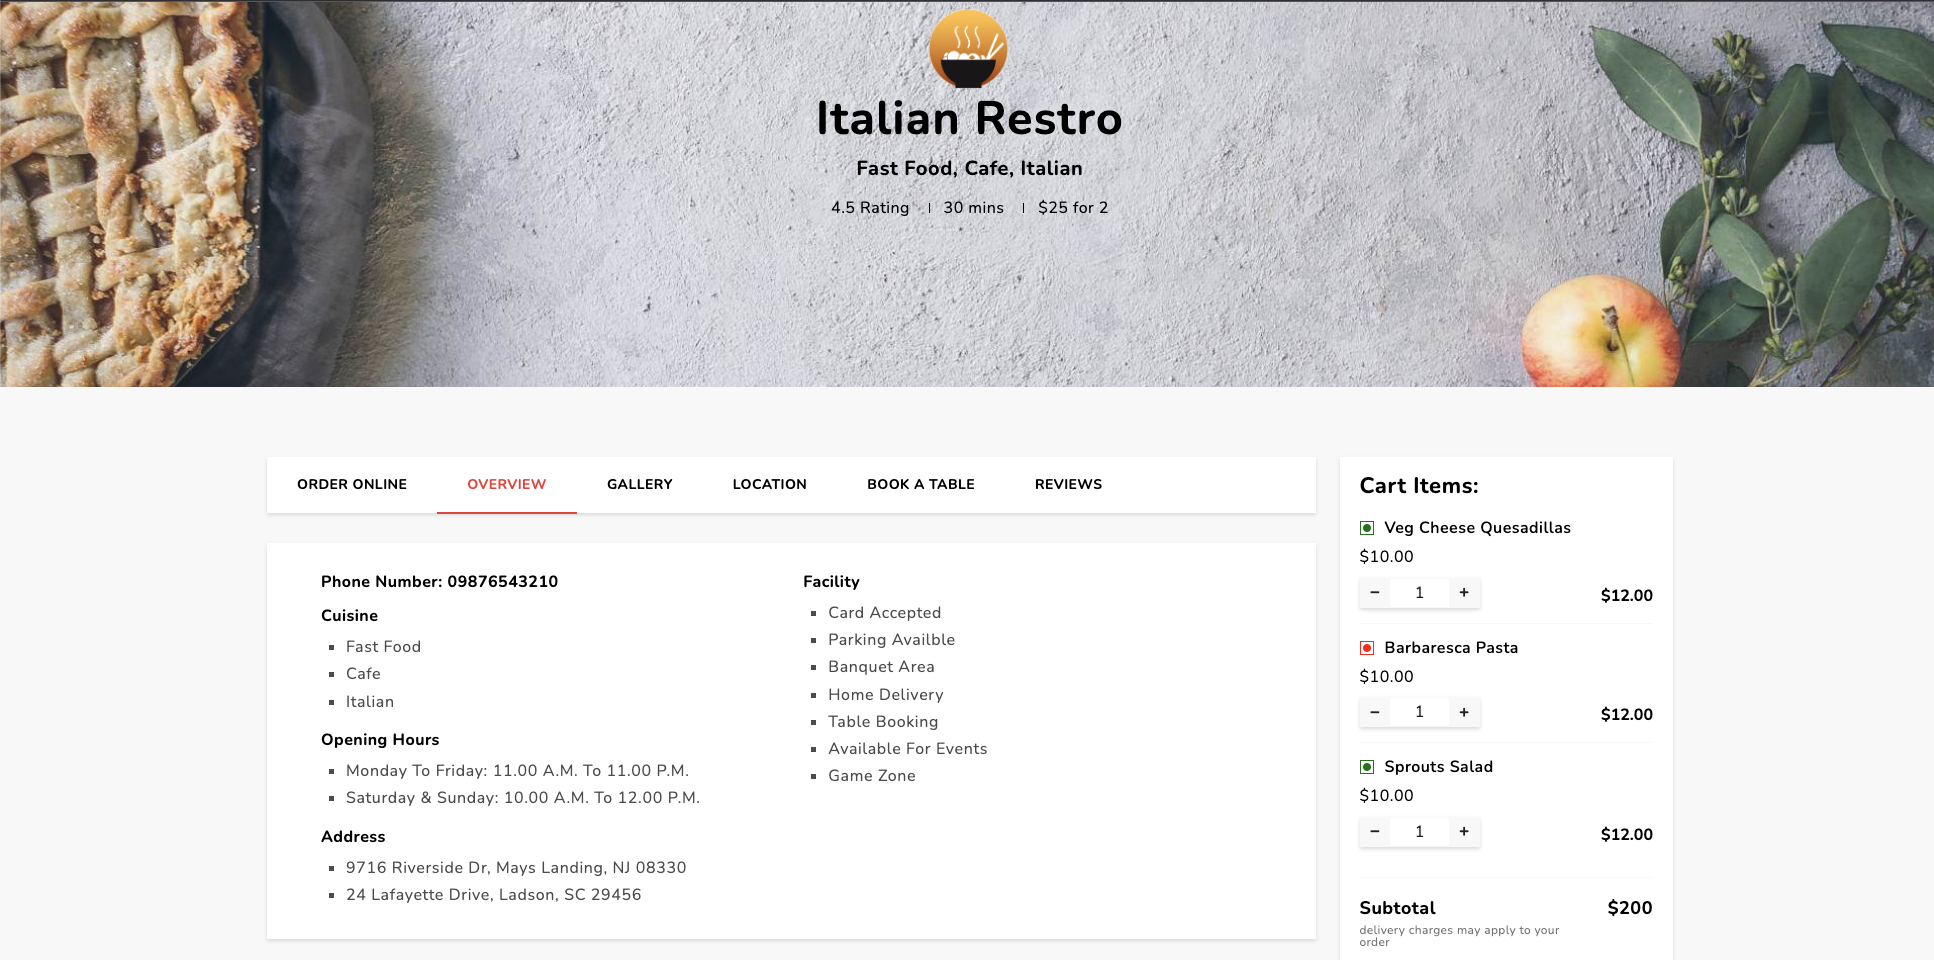 Italian Restro
Fast Food, Cafe, Italian
4.5 Rating | 30 mins | $25 for 2
ORDER ONLINE OVERVIEW GALLERY LOCATION BOOK A TABLE REVIEWS
Phone Number: 09876543210
Cuisine
Fast Food
Cafe
Italian
Opening Hours
Monday To Friday: 11.00 A.M. To 11.00 P.M.
Saturday & Sunday: 10.00 A.M. To 12.00 P.M.
Address
9716 Riverside Dr, Mays Landing, NJ 08330
24 Lafayette Drive, Ladson, SC 29456
Facility
Card Accepted
Parking Availble
Banquet Area
Home Delivery
Table Booking
Available For Events
Game Zone
Cart Items:
Veg Cheese Quesadillas
$10.00
− 1 + $12.00
Barbaresca Pasta
$10.00
− 1 + $12.00
Sprouts Salad
$10.00
− 1 + $12.00
Subtotal $200
delivery charges may apply to your
order